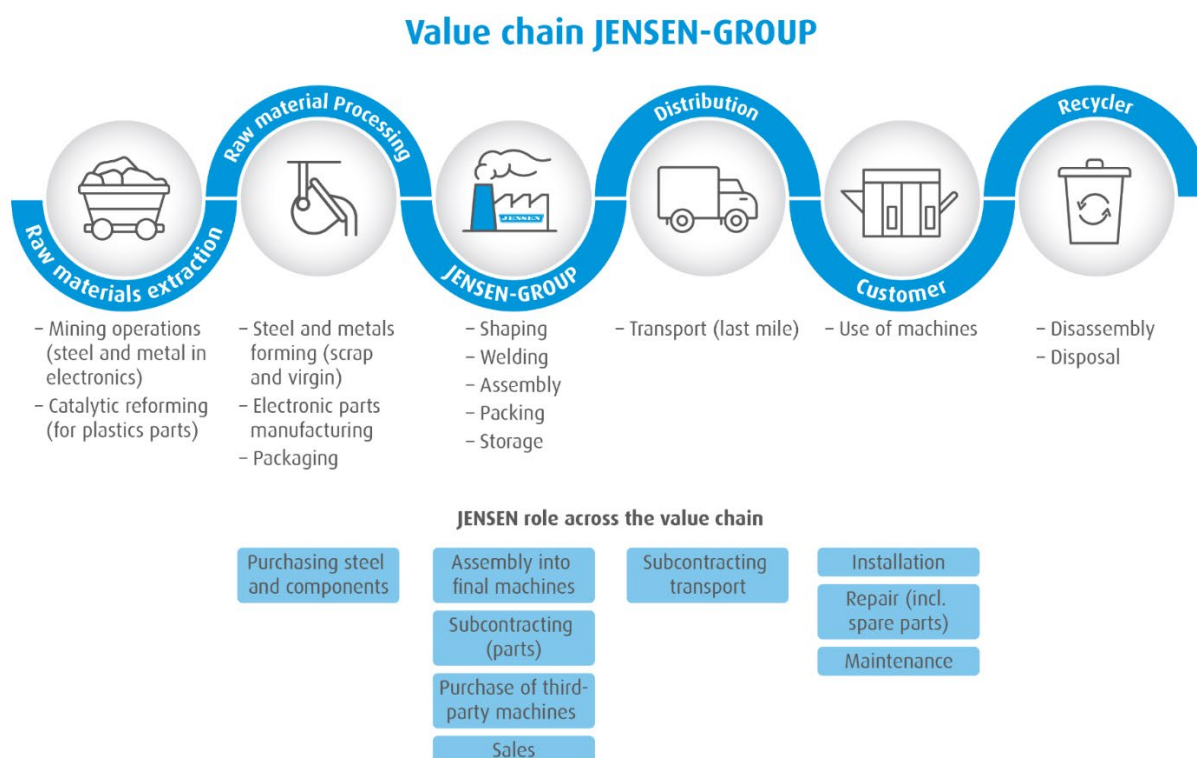 Value chain JENSEN-GROUP
Raw materials extraction
Raw material Processing
JENSEN
JENSEN-GROUP
Distribution
Customer
Recycler
– Mining operations
(steel and metal in
electronics)
– Catalytic reforming
(for plastics parts)
– Steel and metals
forming (scrap
and virgin)
– Electronic parts
manufacturing
– Packaging
– Shaping
– Welding
– Assembly
– Packing
– Storage
– Transport (last mile)
– Use of machines
– Disassembly
– Disposal
JENSEN role across the value chain
Purchasing steel
and components
Assembly into
final machines
Subcontracting
(parts)
Purchase of third-
party machines
Sales
Subcontracting
transport
Installation
Repair (incl.
spare parts)
Maintenance